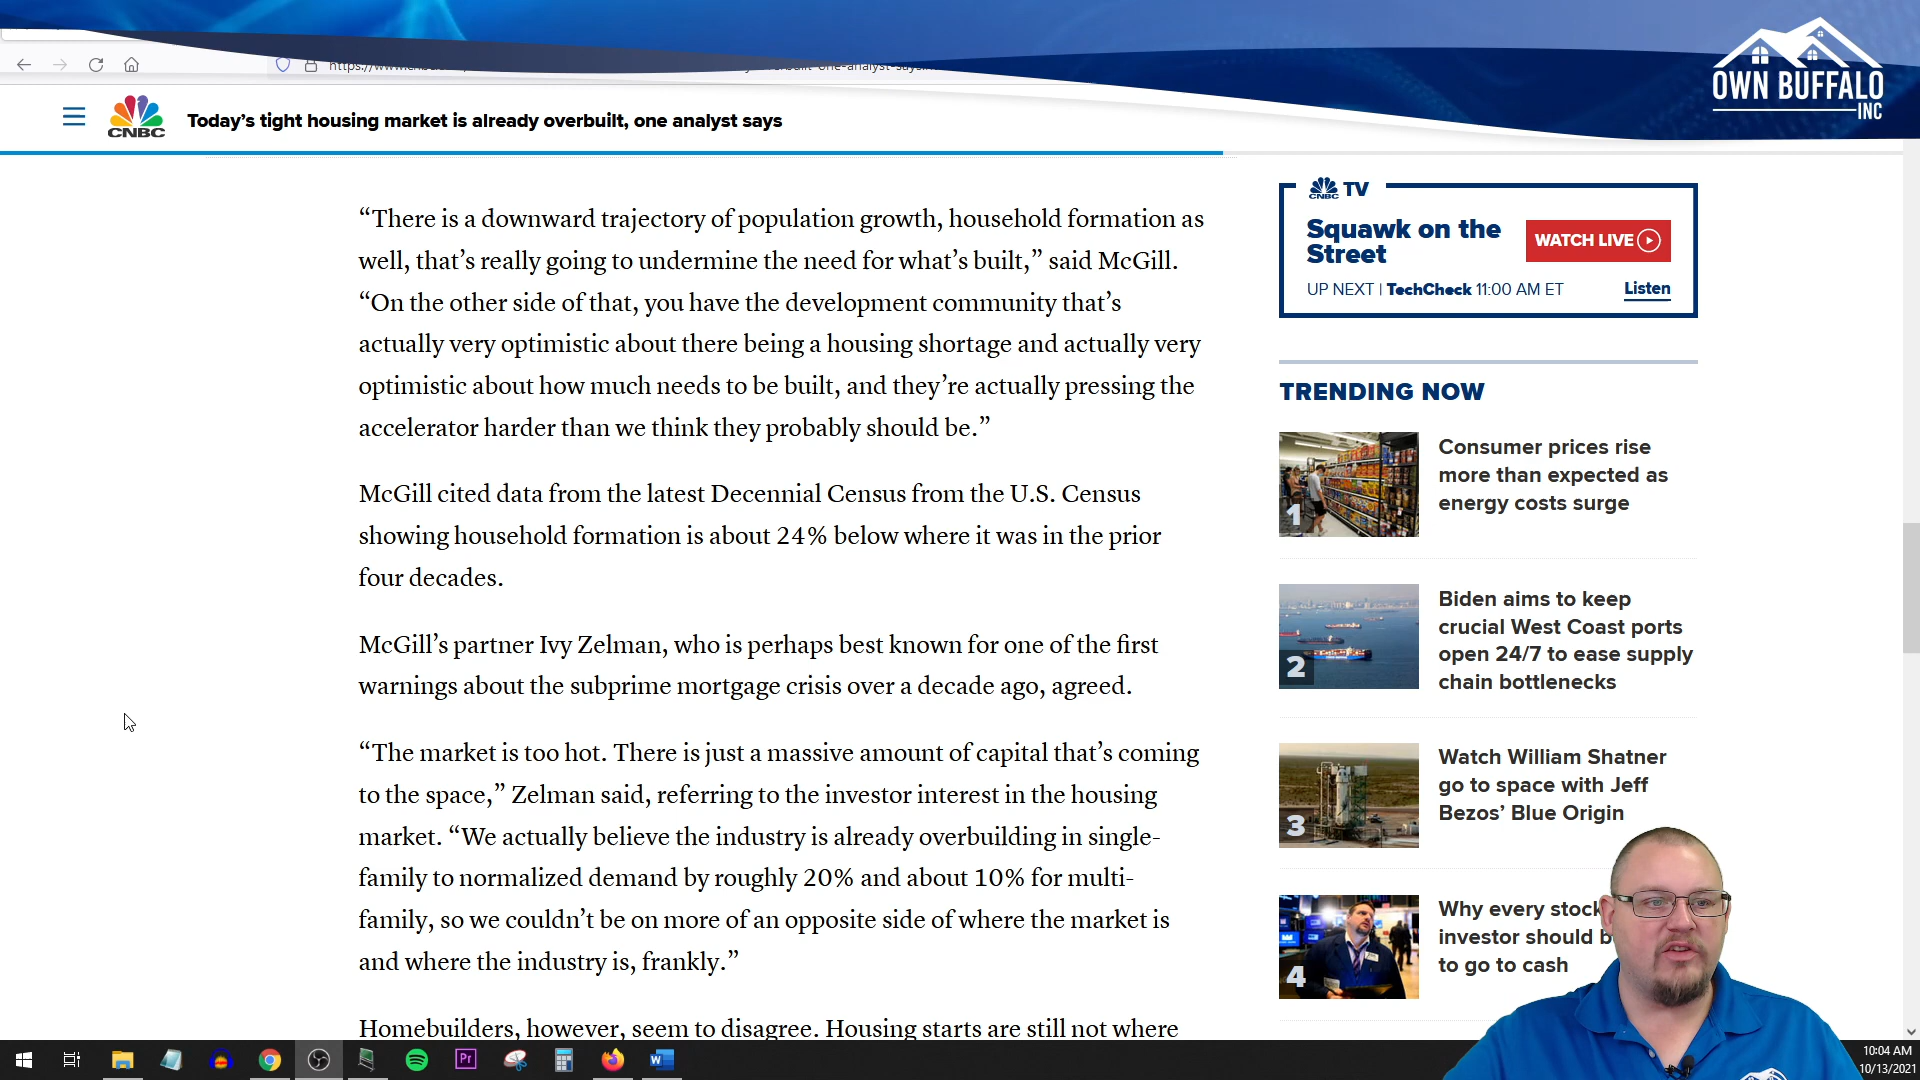 OWN BUFFALO
INC
CNBC
Today’s tight housing market is already overbuilt, one analyst says
“There is a downward trajectory of population growth, household formation as
well, that’s really going to undermine the need for what’s built,” said McGill.
“On the other side of that, you have the development community that’s
actually very optimistic about there being a housing shortage and actually very
optimistic about how much needs to be built, and they’re actually pressing the
accelerator harder than we think they probably should be.”
McGill cited data from the latest Decennial Census from the U.S. Census
showing household formation is about 24% below where it was in the prior
four decades.
McGill’s partner Ivy Zelman, who is perhaps best known for one of the first
warnings about the subprime mortgage crisis over a decade ago, agreed.
“The market is too hot. There is just a massive amount of capital that’s coming
to the space,” Zelman said, referring to the investor interest in the housing
market. “We actually believe the industry is already overbuilding in single-
family to normalized demand by roughly 20% and about 10% for multi-
family, so we couldn’t be on more of an opposite side of where the market is
and where the industry is, frankly.”
Homebuilders, however, seem to disagree. Housing starts are still not where
CNBC TV
Squawk on the
Street
WATCH LIVE
UP NEXT | TechCheck 11:00 AM ET
Listen
TRENDING NOW
1
Consumer prices rise
more than expected as
energy costs surge
2
Biden aims to keep
crucial West Coast ports
open 24/7 to ease supply
chain bottlenecks
3
Watch William Shatner
go to space with Jeff
Bezos’ Blue Origin
4
Why every stock
investor should b
to go to cash
Pr
W
10:04 AM
10/13/2021